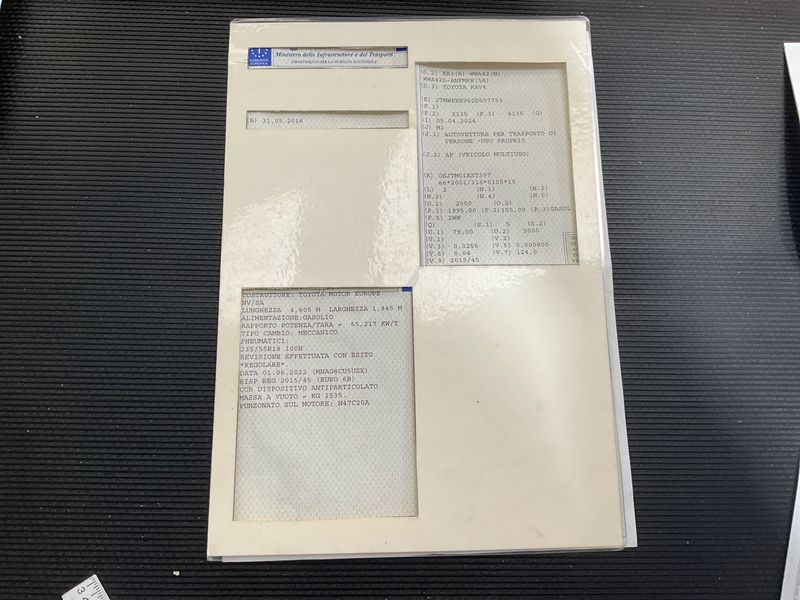 COMUNITÀ
EUROPEA
Ministero delle Infrastrutture e dei Trasporti
DIPARTIMENTO PER LA MOBILITÀ SOSTENIBILE
B) 31.05.2016
(D.2) XA3(A) WWA42(N)
WWA42L-ANFMRW(5R)
(D.3) TOYOTA RAV4
(E) JTMWPREV60D007753
(F.1)
(F.2) 2135 (F.3) 4135 (G)
(I) 05.04.2024
(J) M1
(J.1) AUTOVETTURA PER TRASPORTO DI
PERSONE -USO PROPRIO
(J.2) AF (VEICOLO MULTIUSO)
(K) OEJTM01EST397
e6*2001/116*0105*15
(L) 2 (N.1) (N.2)
(N.3) (N.4) (N.5)
(O.1) 2000 (O.2)
(P.1) 1995,00 (P.2)105,00 (P.3)GASOL
(P.5) 2WW
(Q) (S.1) 5 (S.2)
(U.1) 79,00 (U.2) 3000
(V.1) (V.2)
(V.3) 0,0255 (V.5) 0,000800
(V.6) 0,04 (V.7) 124,0
(V.9) 2015/45
COSTRUTTORE: TOYOTA MOTOR EUROPE
NV/SA
LUNGHEZZA 4,605 M LARGHEZZA 1,845 M
ALIMENTAZIONE:GASOLIO
RAPPORTO POTENZA/TARA = 65,217 KW/T
TIPO CAMBIO: MECCANICO
PNEUMATICI:
235/55R18 100H
REVISIONE EFFETTUATA CON ESITO
*REGOLARE*.
DATA 01.06.2022 (MNAG8CUSUZX)
RISP REG 2015/45 (EURO 6B)
CON DISPOSITIVO ANTIPARTICOLATO
MASSA A VUOTO = KG 1535.
PUNZONATO SUL MOTORE: N47C20A